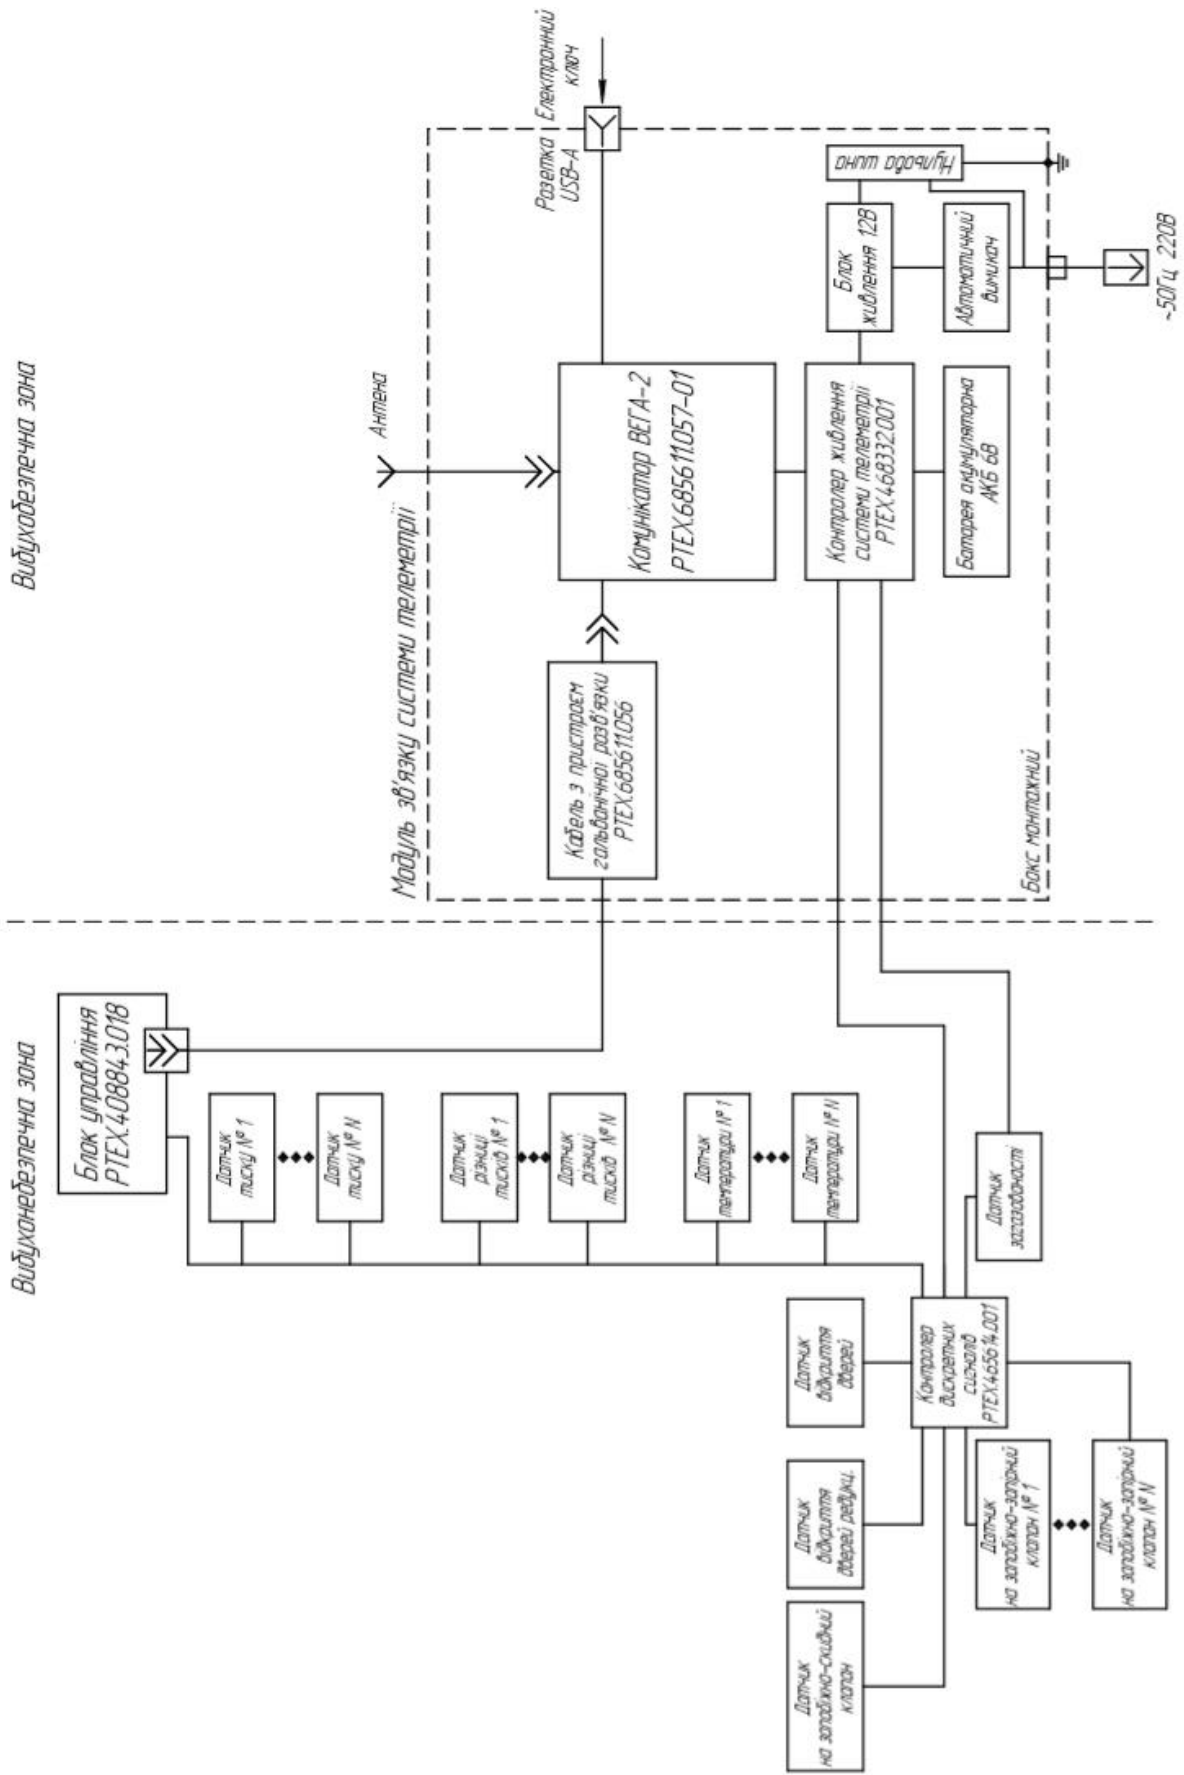 Вибухонебезпечна зона
Вибухобезпечна зона
Блок управління
РТЕХ.408843.018
Датчик
тиску № 1
Датчик
тиску № N
Датчик
різниці
тисків № 1
Датчик
різниці
тисків № N
Датчик
температури № 1
Датчик
температури № N
Датчик
загазованості
Датчик
відкриття
дверей
Датчик
відкриття
дверей редукц.
Датчик
на запобіжно-скидний
клапан
Контролер
дискретних
сигналів
РТЕХ.465614.001
Датчик
на запобіжно-запірний
клапан № 1
Датчик
на запобіжно-запірний
клапан № N
Модуль зв'язку системи телеметрії
Антена
Розетка
USB-A
Електронний
ключ
Кабель з пристроєм
гальванічної розв'язки
РТЕХ.685611.056
Комунікатор ВЕГА-2
РТЕХ.685611.057-01
Контролер живлення
системи телеметрії
РТЕХ.468332.001
Блок
живлення 12В
Нульова шина
Батарея акумуляторна
АКБ 6В
Автоматичний
вимикач
Бокс монтажний
~50Гц 220В